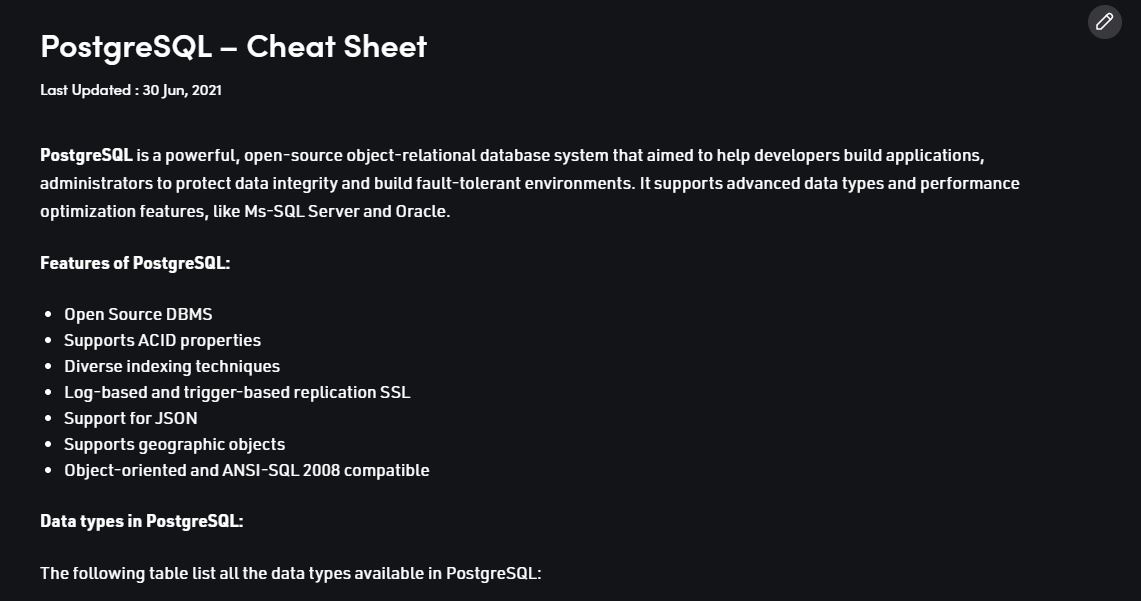 PostgreSQL – Cheat Sheet
Last Updated : 30 Jun, 2021
PostgreSQL is a powerful, open-source object-relational database system that aimed to help developers build applications,
administrators to protect data integrity and build fault-tolerant environments. It supports advanced data types and performance
optimization features, like Ms-SQL Server and Oracle.
Features of PostgreSQL:
• Open Source DBMS
• Supports ACID properties
• Diverse indexing techniques
• Log-based and trigger-based replication SSL
• Support for JSON
• Supports geographic objects
• Object-oriented and ANSI-SQL 2008 compatible
Data types in PostgreSQL:
The following table list all the data types available in PostgreSQL: